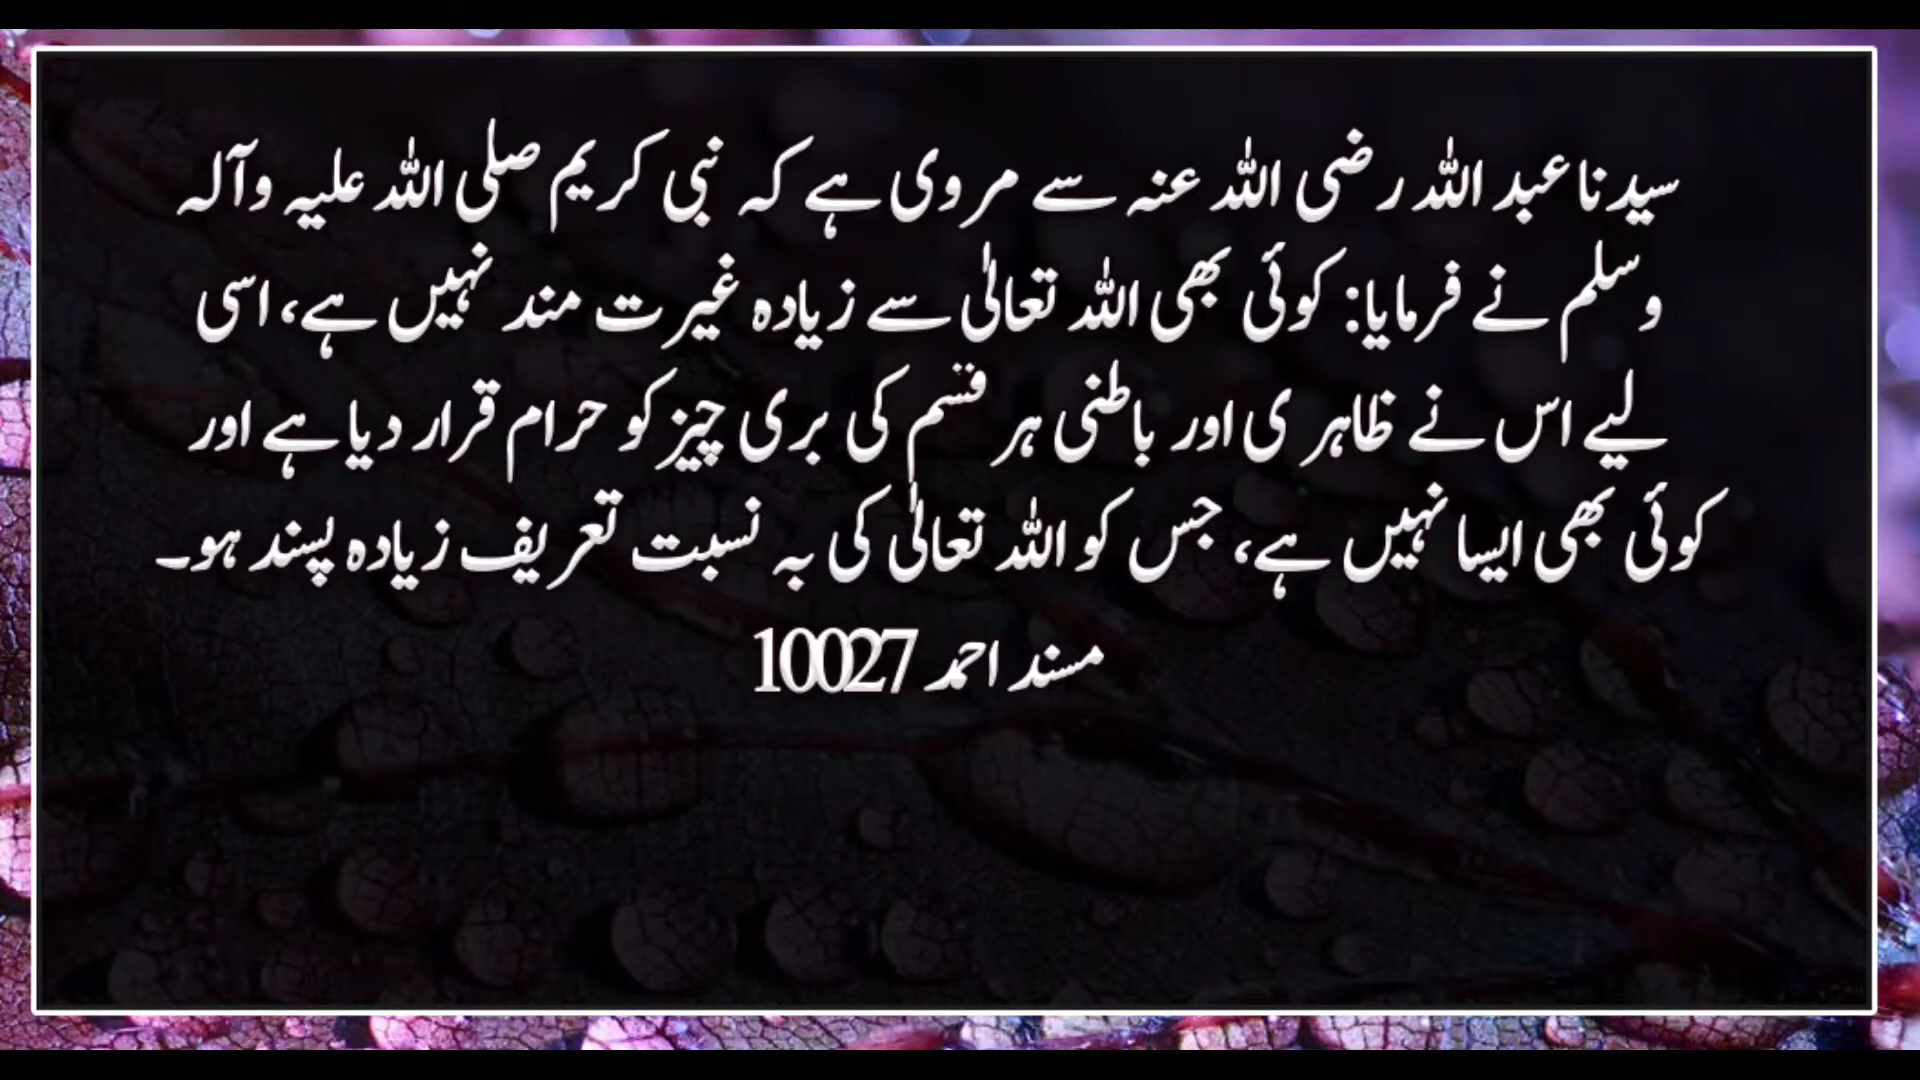 سیدنا عبد اللہ رضی اللہ عنہ سے مروی ہے کہ نبی کریم صلی اللہ علیہ وآلہ
وسلم نے فرمایا: کوئی بھی اللہ تعالٰی سے زیادہ غیرت مند نہیں ہے، اسی
لیے اس نے ظاہری اور باطنی ہر قسم کی بری چیز کو حرام قرار دیا ہے اور
کوئی بھی ایسا نہیں ہے، جس کو اللہ تعالٰی کی بہ نسبت تعریف زیادہ پسند ہو۔
مسند احمد 10027